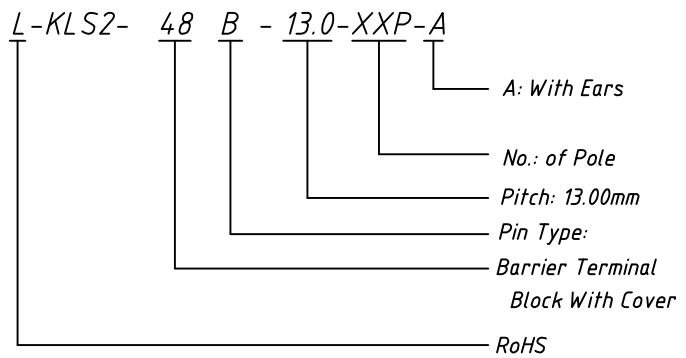 L-KLS2- 48 B - 13.0-XXP-A
A: With Ears
No.: of Pole
Pitch: 13.00mm
Pin Type:
Barrier Terminal
Block With Cover
RoHS